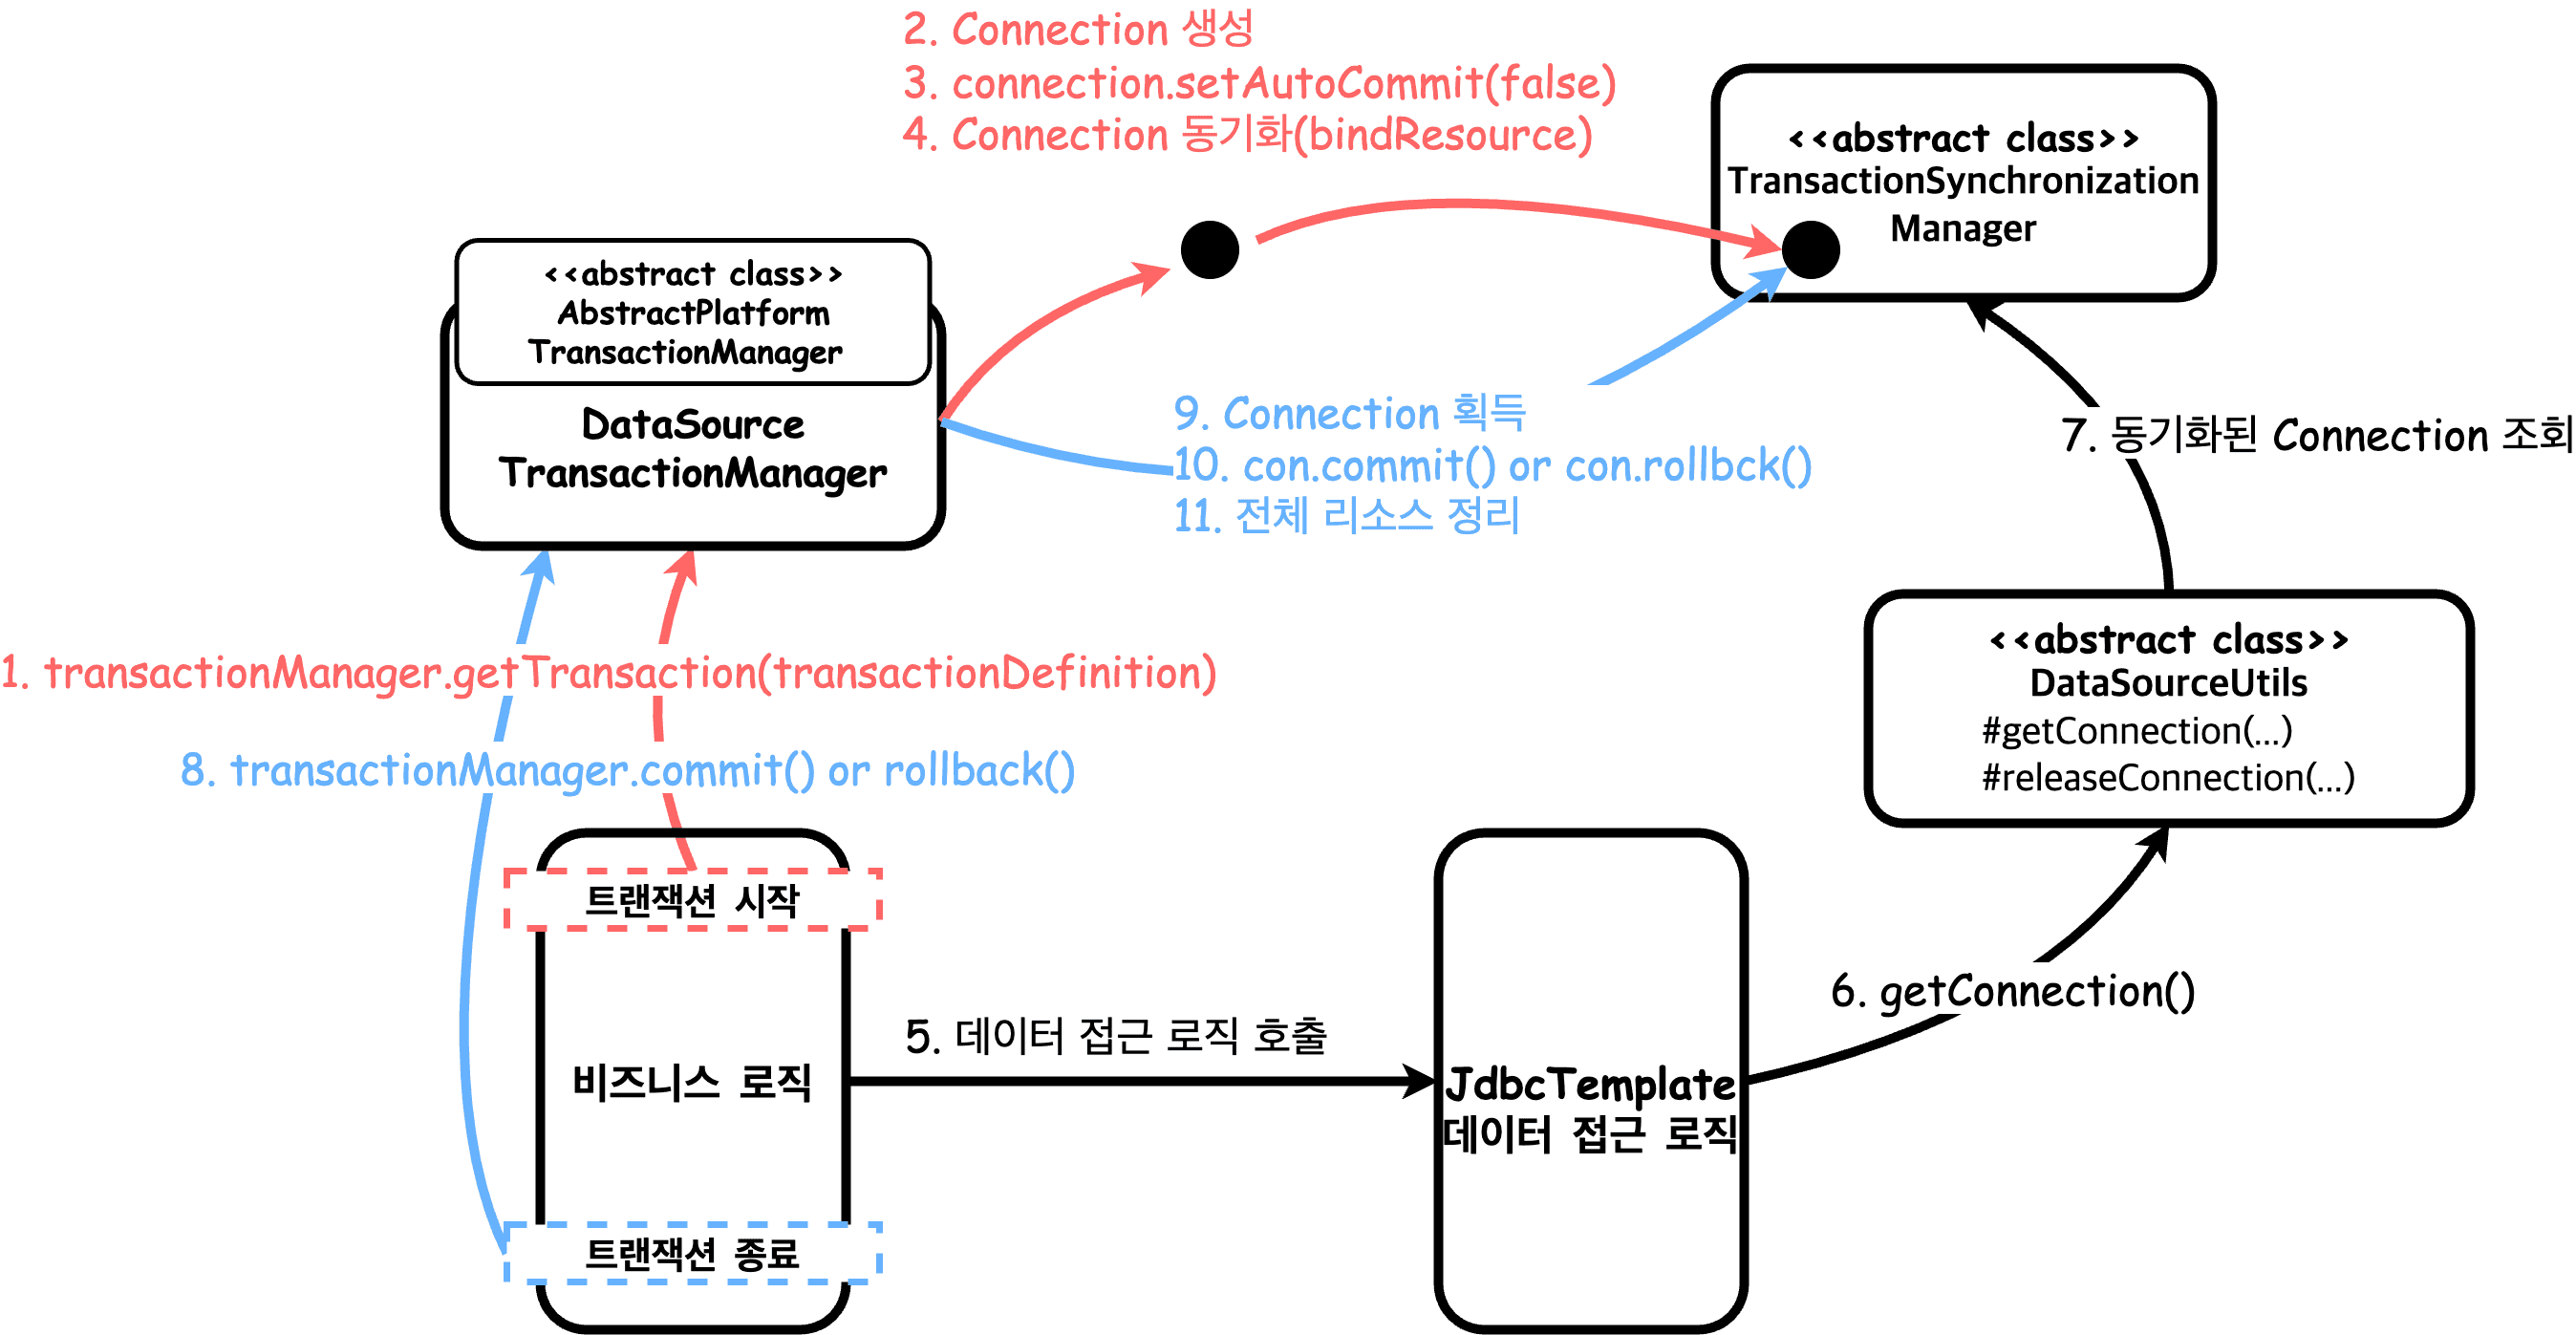 2. Connection 생성
3. connection.setAutoCommit(false)
4. Connection 동기화(bindResource)
<<abstract class>>
TransactionSynchronization
Manager
<<abstract class>>
AbstractPlatform
TransactionManager
DataSource
TransactionManager
9. Connection 획득
10. con.commit() or con.rollbck()
11. 전체 리소스 정리
7. 동기화된 Connection 조회
1. transactionManager.getTransaction(transactionDefinition)
8. transactionManager.commit() or rollback()
<<abstract class>>
DataSourceUtils
#getConnection(...)
#releaseConnection(...)
트랜잭션 시작
비즈니스 로직
트랜잭션 종료
5. 데이터 접근 로직 호출
JdbcTemplate
데이터 접근 로직
6. getConnection()